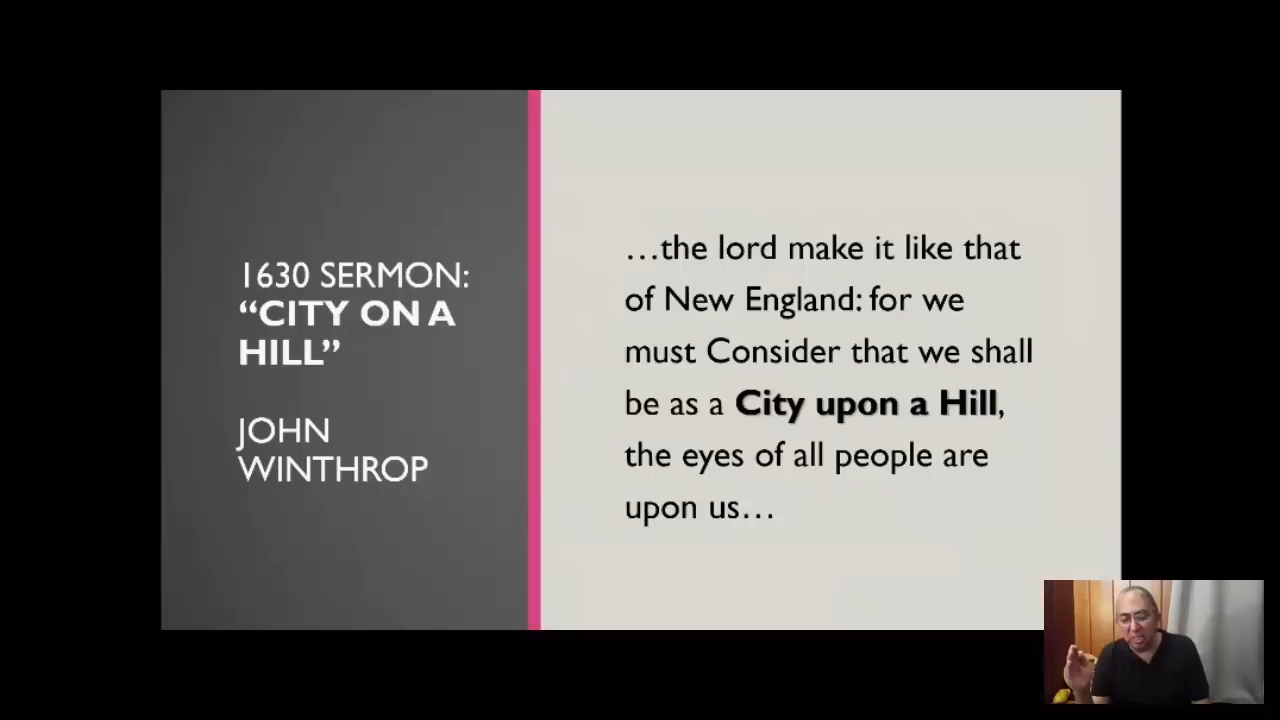 1630 SERMON:
“CITY ON A
HILL”
JOHN
WINTHROP
…the lord make it like that
of New England: for we
must Consider that we shall
be as a City upon a Hill,
the eyes of all people are
upon us…